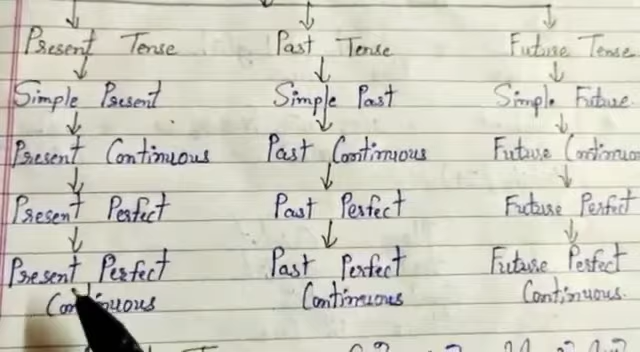 Present Tense Past Tense Future Tense
Simple Present Simple Past Simple Future
Present Continuous Past Continuous Future Continuou
Present Perfect Past Perfect Future Perfect
Present Perfect Past Perfect Future Perfect
Continuous Continuous Continuous.